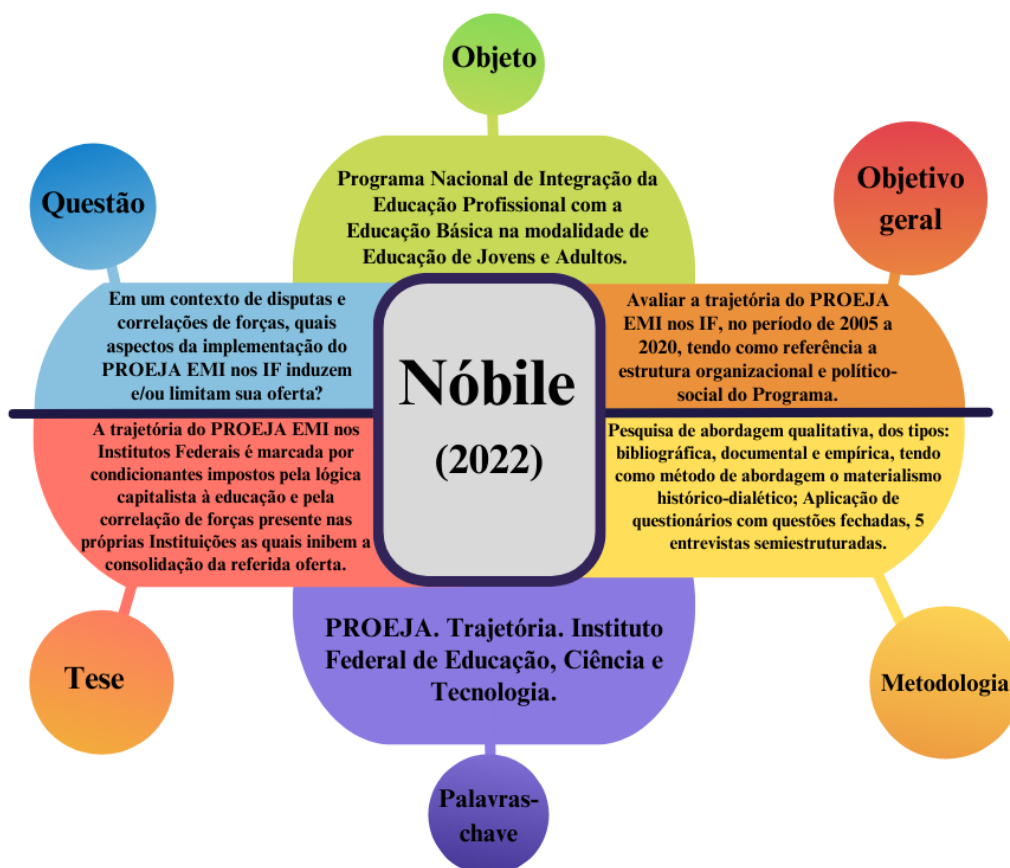 Objeto
Programa Nacional de Integração da
Educação Profissional com a
Educação Básica na modalidade de
Educação de Jovens e Adultos.
Questão
Em um contexto de disputas e
correlações de forças, quais
aspectos da implementação do
PROEJA EMI nos IF induzem
e/ou limitam sua oferta?
Objetivo
geral
Avaliar a trajetória do PROEJA
EMI nos IF, no período de 2005 a
2020, tendo como referência a
estrutura organizacional e político-
social do Programa.
Nóbile
(2022)
A trajetória do PROEJA EMI nos
Institutos Federais é marcada por
condicionantes impostos pela lógica
capitalista à educação e pela
correlação de forças presente nas
próprias Instituições as quais inibem a
consolidação da referida oferta.
Tese
Pesquisa de abordagem qualitativa, dos tipos:
bibliográfica, documental e empírica, tendo
como método de abordagem o materialismo
histórico-dialético; Aplicação de
questionários com questões fechadas, 5
entrevistas semiestruturadas.
Metodologia
PROEJA. Trajetória. Instituto
Federal de Educação, Ciência e
Tecnologia.
Palavras-
chave